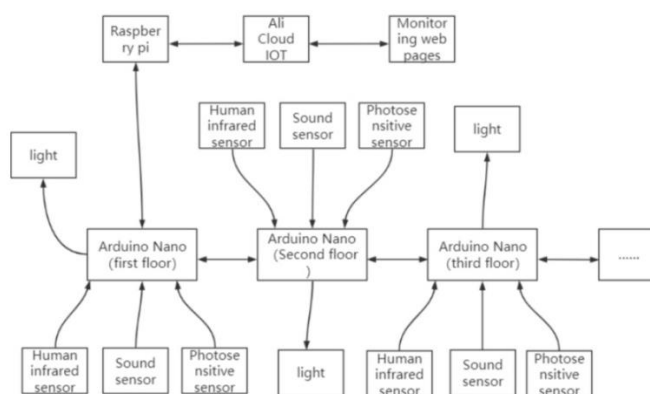 Raspber
ry pi
Ali
Cloud
IOT
Monitor
ing web
pages
Human
infrared
sensor
Sound
sensor
Photose
nsitive
sensor
light
light
Arduino Nano
(first floor)
Arduino Nano
(Second floor
)
Arduino Nano
(third floor)
......
Human
infrared
sensor
Sound
sensor
Photose
nsitive
sensor
light
Human
infrared
sensor
Sound
sensor
Photose
nsitive
sensor